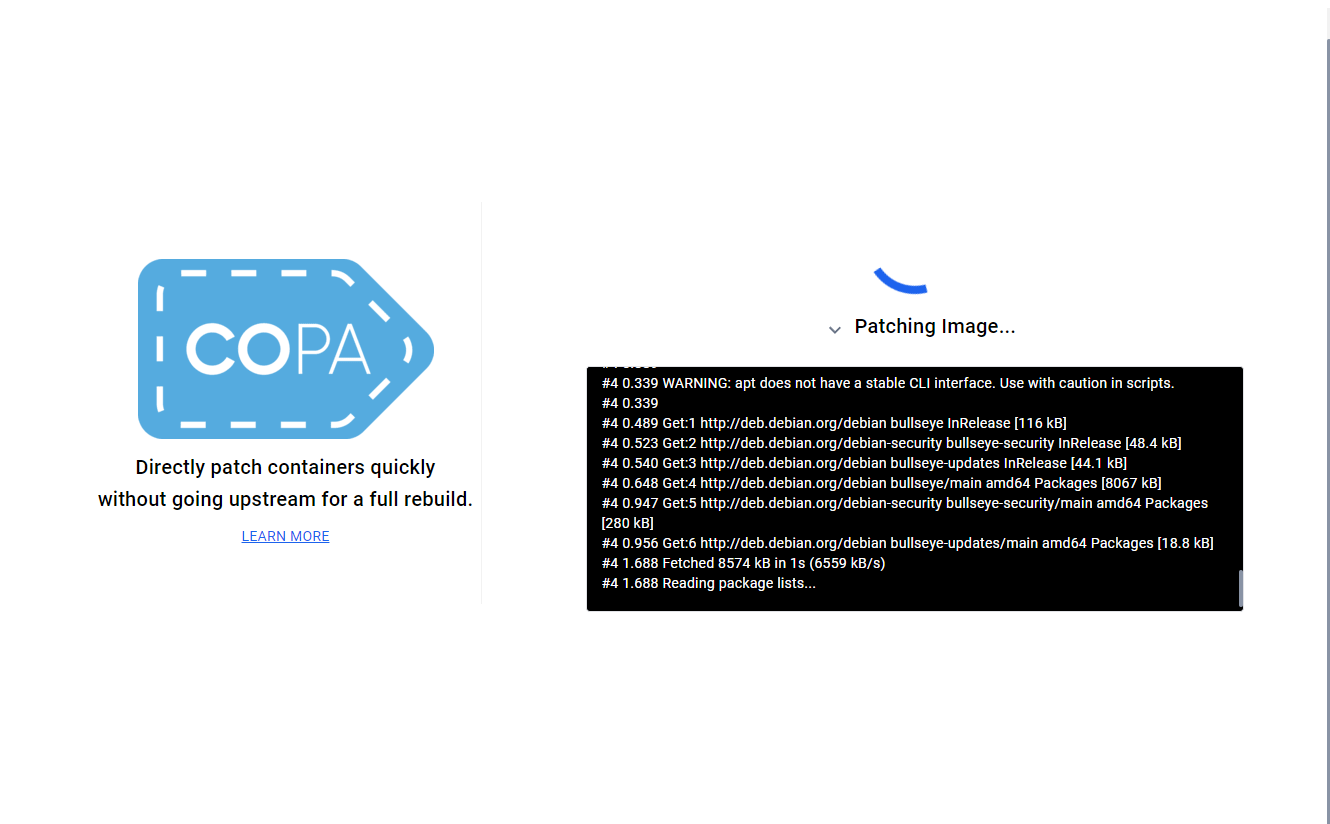 COPA
Directly patch containers quickly
without going upstream for a full rebuild.
LEARN MORE
Patching Image...
#4 0.339 WARNING: apt does not have a stable CLI interface. Use with caution in scripts.
#4 0.339
#4 0.489 Get:1 http://deb.debian.org/debian bullseye InRelease [116 kB]
#4 0.523 Get:2 http://deb.debian.org/debian-security bullseye-security InRelease [48.4 kB]
#4 0.540 Get:3 http://deb.debian.org/debian bullseye-updates InRelease [44.1 kB]
#4 0.648 Get:4 http://deb.debian.org/debian bullseye/main amd64 Packages [8067 kB]
#4 0.947 Get:5 http://deb.debian.org/debian-security bullseye-security/main amd64 Packages
[280 kB]
#4 0.956 Get:6 http://deb.debian.org/debian bullseye-updates/main amd64 Packages [18.8 kB]
#4 1.688 Fetched 8574 kB in 1s (6559 kB/s)
#4 1.688 Reading package lists...